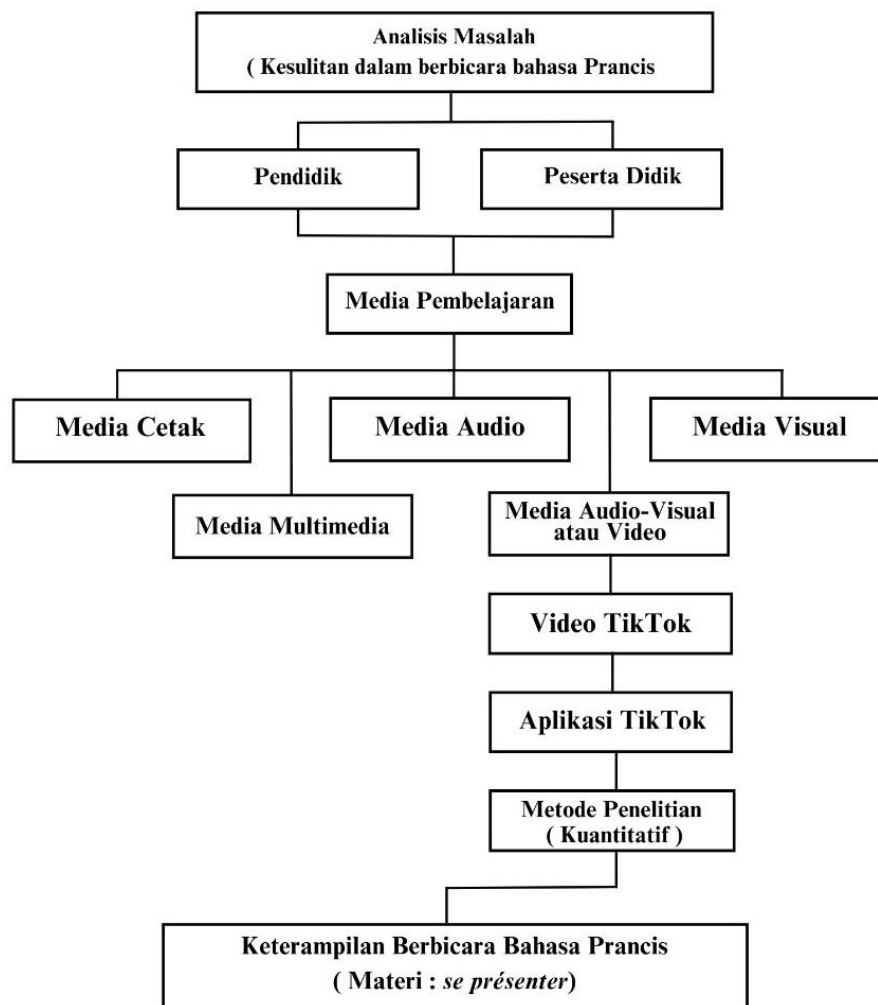 Analisis Masalah
( Kesulitan dalam berbicara bahasa Prancis
Pendidik
Peserta Didik
Media Pembelajaran
Media Cetak
Media Audio
Media Visual
Media Multimedia
Media Audio-Visual
atau Video
Video TikTok
Aplikasi TikTok
Metode Penelitian
( Kuantitatif )
Keterampilan Berbicara Bahasa Prancis
( Materi : se présenter)